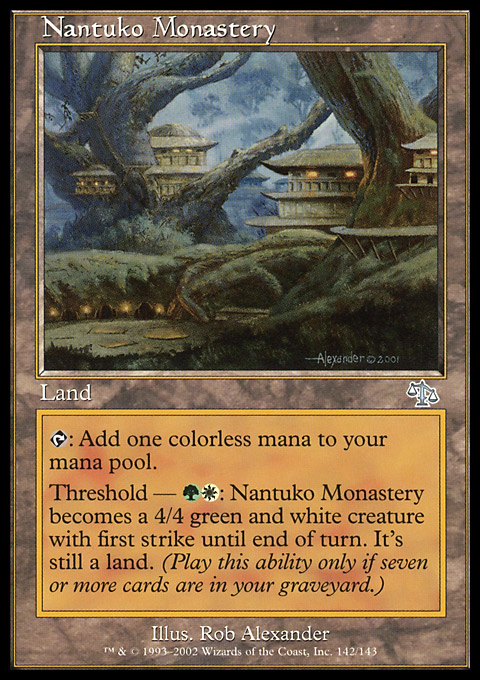 Nantuko Monastery
Alexander © 2001
Land
: Add one colorless mana to your
mana pool.
Threshold — : Nantuko Monastery
becomes a 4/4 green and white creature
with first strike until end of turn. It's
still a land. (Play this ability only if seven
or more cards are in your graveyard.)
Illus. Rob Alexander
™ & © 1993–2002 Wizards of the Coast, Inc. 142/143